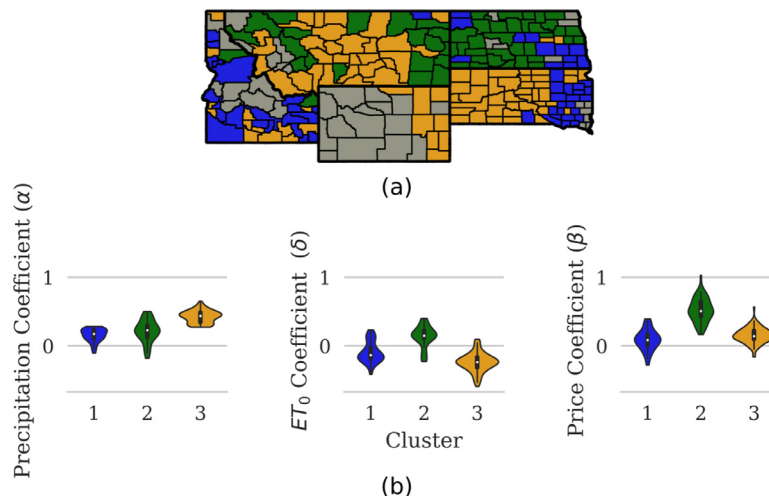 (a)
Precipitation Coefficient (α)
1
0
1 2 3
ET₀ Coefficient (δ)
1
0
1 2 3
Cluster
Price Coefficient (β)
1
0
1 2 3
(b)